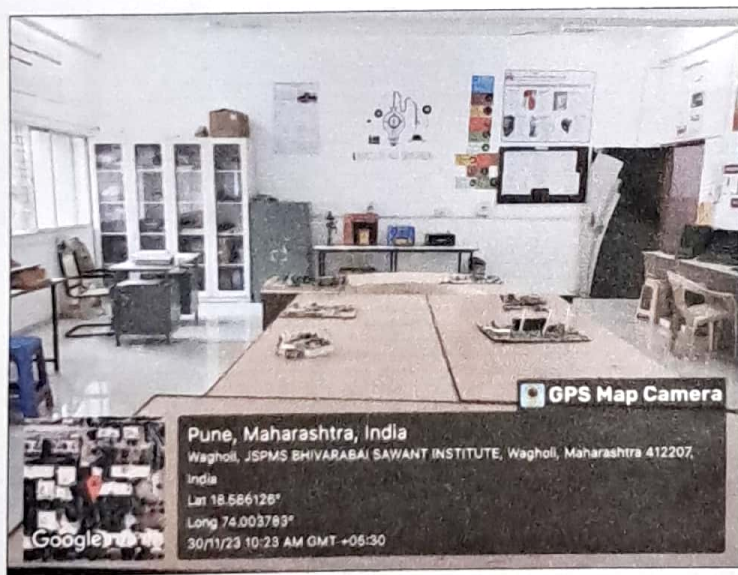 GPS Map Camera
Pune, Maharashtra, India
Wagholi, JSPMS BHIVARABAI SAWANT INSTITUTE, Wagholi, Maharashtra 412207,
India
Lat 18.586126°
Long 74.003783°
30/11/23 10:23 AM GMT +05:30
Google